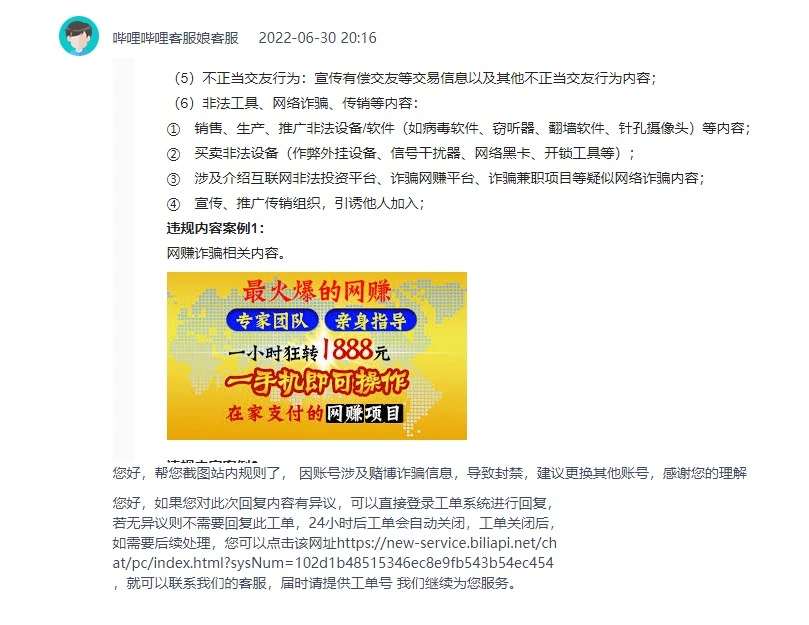 哔哩哔哩客服娘客服 2022-06-30 20:16
（5）不正当交友行为：宣传有偿交友等交易信息以及其他不正当交友行为内容；
（6）非法工具、网络诈骗、传销等内容：
① 销售、生产、推广非法设备/软件（如病毒软件、窃听器、翻墙软件、针孔摄像头）等内容；
② 买卖非法设备（作弊外挂设备、信号干扰器、网络黑卡、开锁工具等）；
③ 涉及介绍互联网非法投资平台、诈骗网赚平台、诈骗兼职项目等疑似网络诈骗内容；
④ 宣传、推广传销组织，引诱他人加入；
违规内容案例1：
网赚诈骗相关内容。
最火爆的网赚
专家团队 亲身指导
一小时狂转1888元
一手机即可操作
在家支付的网赚项目
您好，帮您截图站内规则了， 因账号涉及赌博诈骗信息，导致封禁，建议更换其他账号，感谢您的理解
您好，如果您对此次回复内容有异议，可以直接登录工单系统进行回复，
若无异议则不需要回复此工单，24小时后工单会自动关闭，工单关闭后，
如需要后续处理，您可以点击该网址https://new-service.biliapi.net/ch
at/pc/index.html?sysNum=102d1b48515346ec8e9fb543b54ec454
，就可以联系我们的客服，届时请提供工单号 我们继续为您服务。